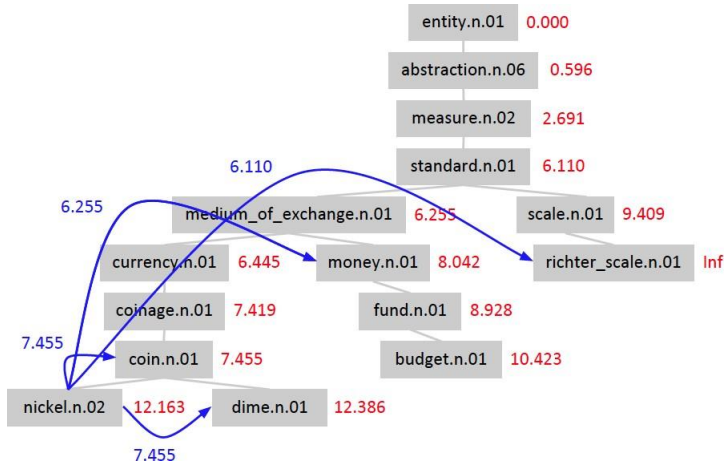 entity.n.01 0.000
abstraction.n.06 0.596
measure.n.02 2.691
6.110
standard.n.01 6.110
6.255
medium_of_exchange.n.01 6.255 scale.n.01 9.409
currency.n.01 6.445 money.n.01 8.042 richter_scale.n.01 Inf
coinage.n.01 7.419 fund.n.01 8.928
7.455
coin.n.01 7.455 budget.n.01 10.423
nickel.n.02 12.163 dime.n.01 12.386
7.455